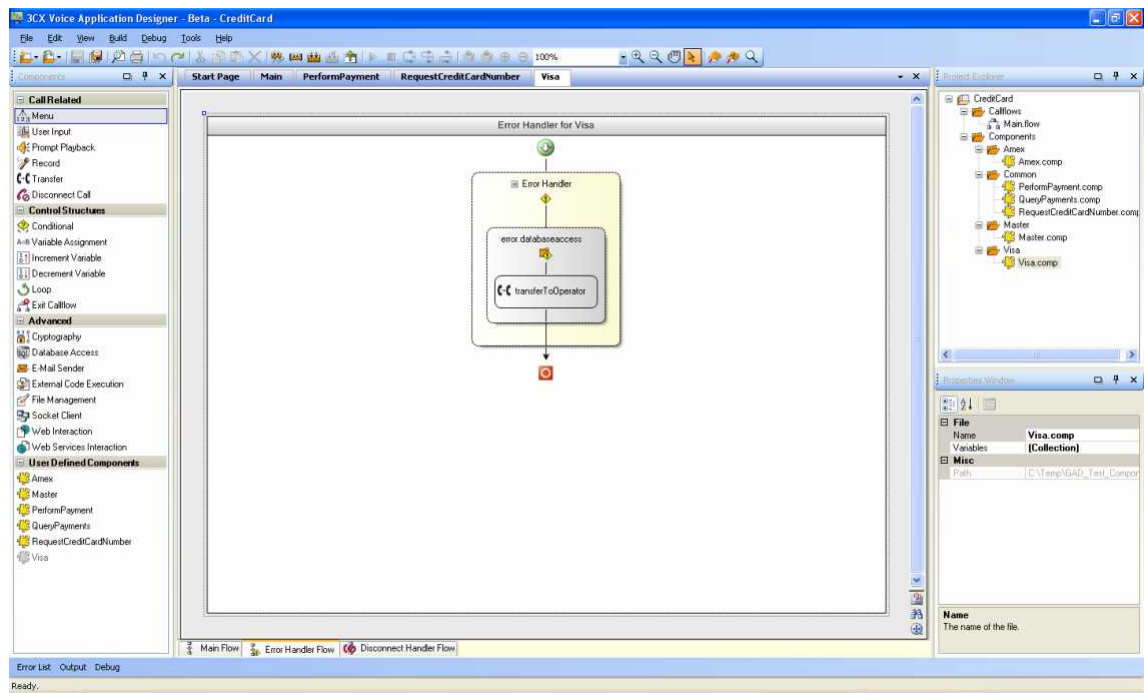 3CX Voice Application Designer - Beta - CreditCard
File Edit View Build Debug Tools Help
100%
Components
Start Page Main PerformPayment RequestCreditCardNumber Visa
Project Explorer
Call Related
Menu
User Input
Prompt Playback
Record
Transfer
Disconnect Call
Control Structures
Conditional
A=B Variable Assignment
Increment Variable
Decrement Variable
Loop
Exit Callflow
Advanced
Cryptography
Database Access
E-Mail Sender
External Code Execution
File Management
Socket Client
Web Interaction
Web Services Interaction
User Defined Components
Amex
Master
PerformPayment
QueryPayments
RequestCreditCardNumber
Visa
Error Handler for Visa
Error Handler
error.databaseaccess
transferToOperator
Main Flow Error Handler Flow Disconnect Handler Flow
CreditCard
Callflows
Main.flow
Components
Amex
Amex.comp
Common
PerformPayment.comp
QueryPayments.comp
RequestCreditCardNumber.comp
Master
Master.comp
Visa
Visa.comp
Properties Window
File
Name Visa.comp
Variables (Collection)
Misc
Path C:\Temp\GAD_Test_Compor
Name
The name of the file.
Error List Output Debug
Ready.